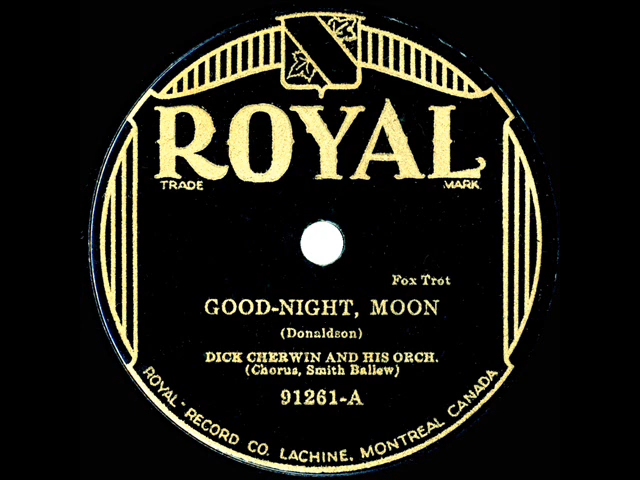 ROYAL
TRADE MARK
Fox Trot
GOOD-NIGHT, MOON
(Donaldson)
DICK CHERWIN AND HIS ORCH.
(Chorus, Smith Ballew)
91261-A
ROYAL-RECORD CO. LACHINE, MONTREAL CANADA